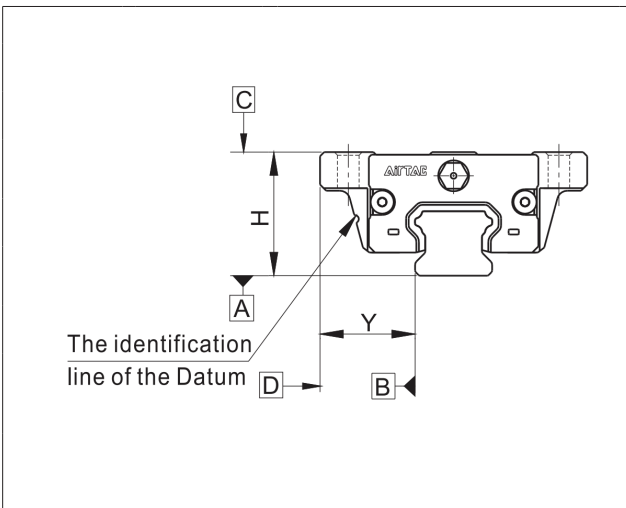 C
AirTAC
H
A
Y
The identification
line of the Datum
D
B